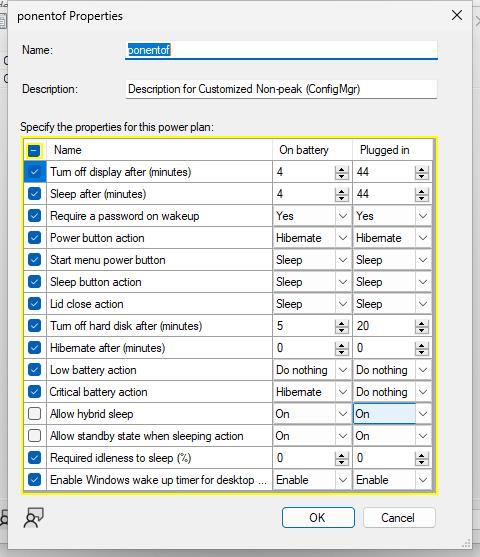 ponentof Properties
Name: ponentof
Description: Description for Customized Non-peak (ConfigMgr)
Specify the properties for this power plan:
Name On battery Plugged in
Turn off display after (minutes) 4 44
Sleep after (minutes) 4 44
Require a password on wakeup Yes Yes
Power button action Hibernate Hibernate
Start menu power button Sleep Sleep
Sleep button action Sleep Sleep
Lid close action Sleep Sleep
Turn off hard disk after (minutes) 5 20
Hibernate after (minutes) 0 0
Low battery action Do nothing Do nothing
Critical battery action Hibernate Do nothing
Allow hybrid sleep On On
Allow standby state when sleeping action On On
Required idleness to sleep (%) 0 0
Enable Windows wake up timer for desktop ... Enable Enable
OK Cancel